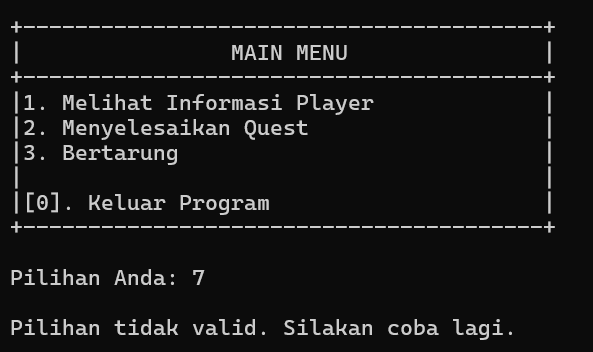 +----------------------------------------+
|                MAIN MENU               |
+----------------------------------------+
|1. Melihat Informasi Player             |
|2. Menyelesaikan Quest                  |
|3. Bertarung                            |
|                                        |
|[0]. Keluar Program                     |
+----------------------------------------+
Pilihan Anda: 7
Pilihan tidak valid. Silakan coba lagi.